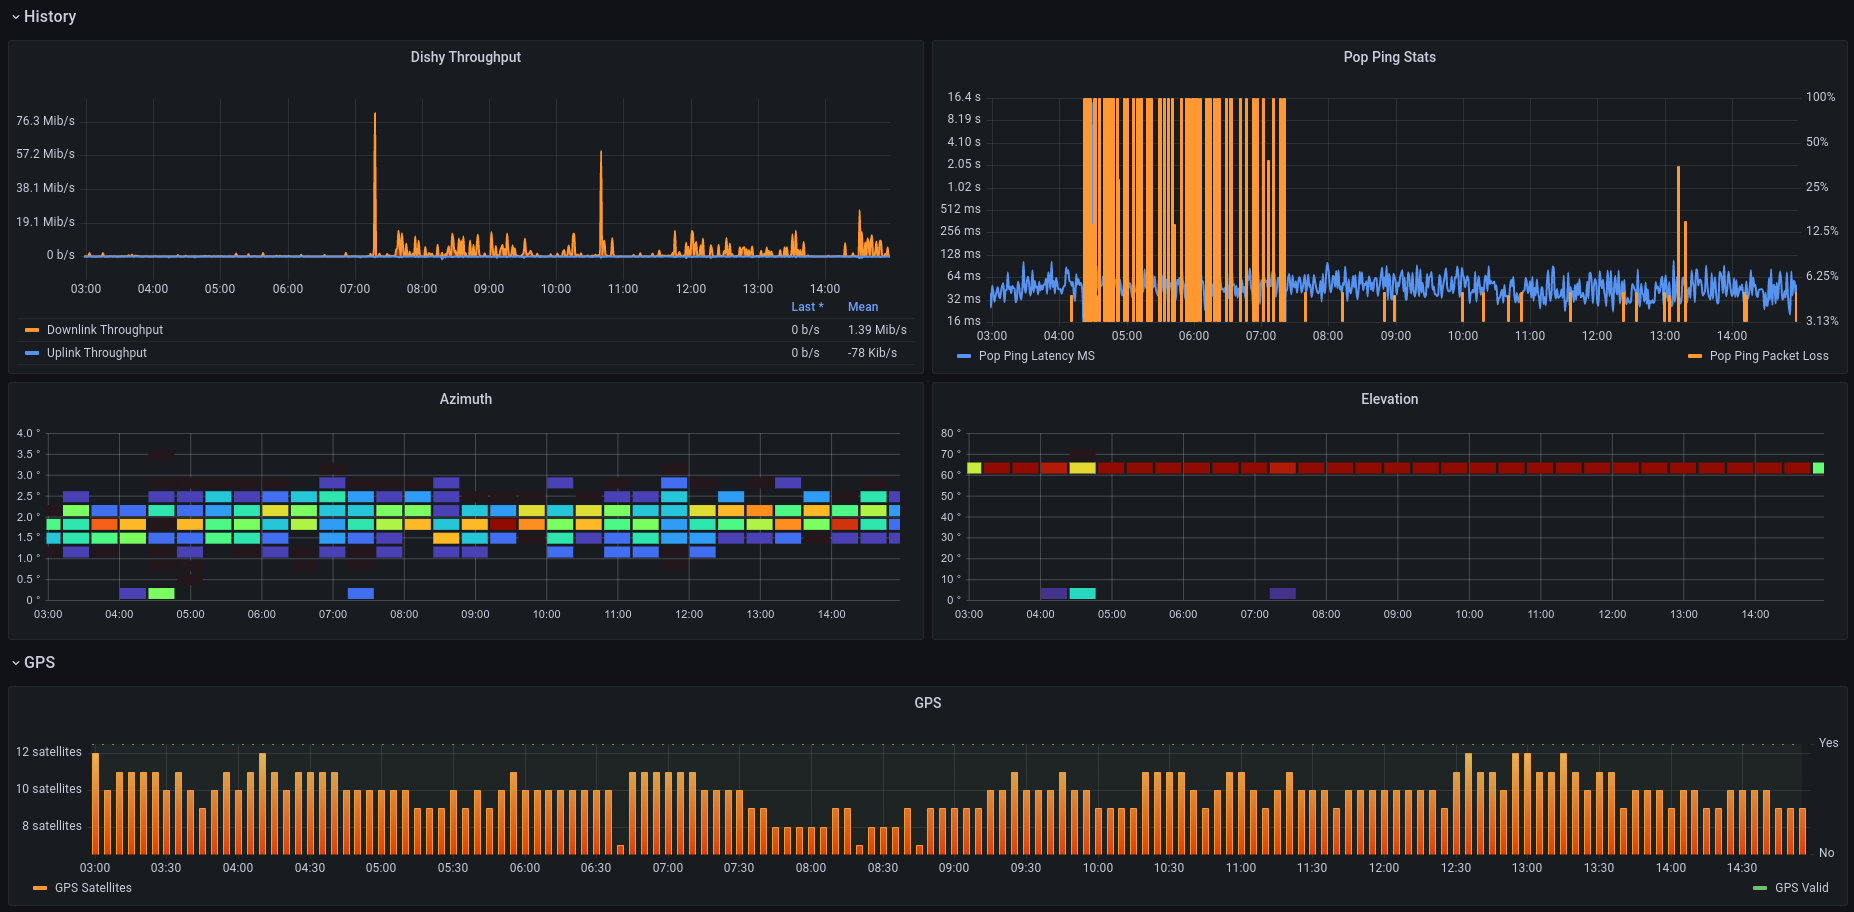 History
Dishy Throughput
76.3 Mib/s
57.2 Mib/s
38.1 Mib/s
19.1 Mib/s
0 b/s
03:00 04:00 05:00 06:00 07:00 08:00 09:00 10:00 11:00 12:00 13:00 14:00
Last * Mean
Downlink Throughput 0 b/s 1.39 Mib/s
Uplink Throughput 0 b/s -78 Kib/s
Pop Ping Stats
16.4 s 100%
8.19 s
4.10 s 50%
2.05 s
1.02 s 25%
512 ms
256 ms 12.5%
128 ms
64 ms 6.25%
32 ms
16 ms 3.13%
03:00 04:00 05:00 06:00 07:00 08:00 09:00 10:00 11:00 12:00 13:00 14:00
Pop Ping Latency MS Pop Ping Packet Loss
Azimuth
4.0 °
3.5 °
3.0 °
2.5 °
2.0 °
1.5 °
1.0 °
0.5 °
0 °
03:00 04:00 05:00 06:00 07:00 08:00 09:00 10:00 11:00 12:00 13:00 14:00
Elevation
80 °
70 °
60 °
50 °
40 °
30 °
20 °
10 °
0 °
03:00 04:00 05:00 06:00 07:00 08:00 09:00 10:00 11:00 12:00 13:00 14:00
GPS
GPS
12 satellites Yes
10 satellites
8 satellites
No
03:00 03:30 04:00 04:30 05:00 05:30 06:00 06:30 07:00 07:30 08:00 08:30 09:00 09:30 10:00 10:30 11:00 11:30 12:00 12:30 13:00 13:30 14:00 14:30
GPS Satellites GPS Valid